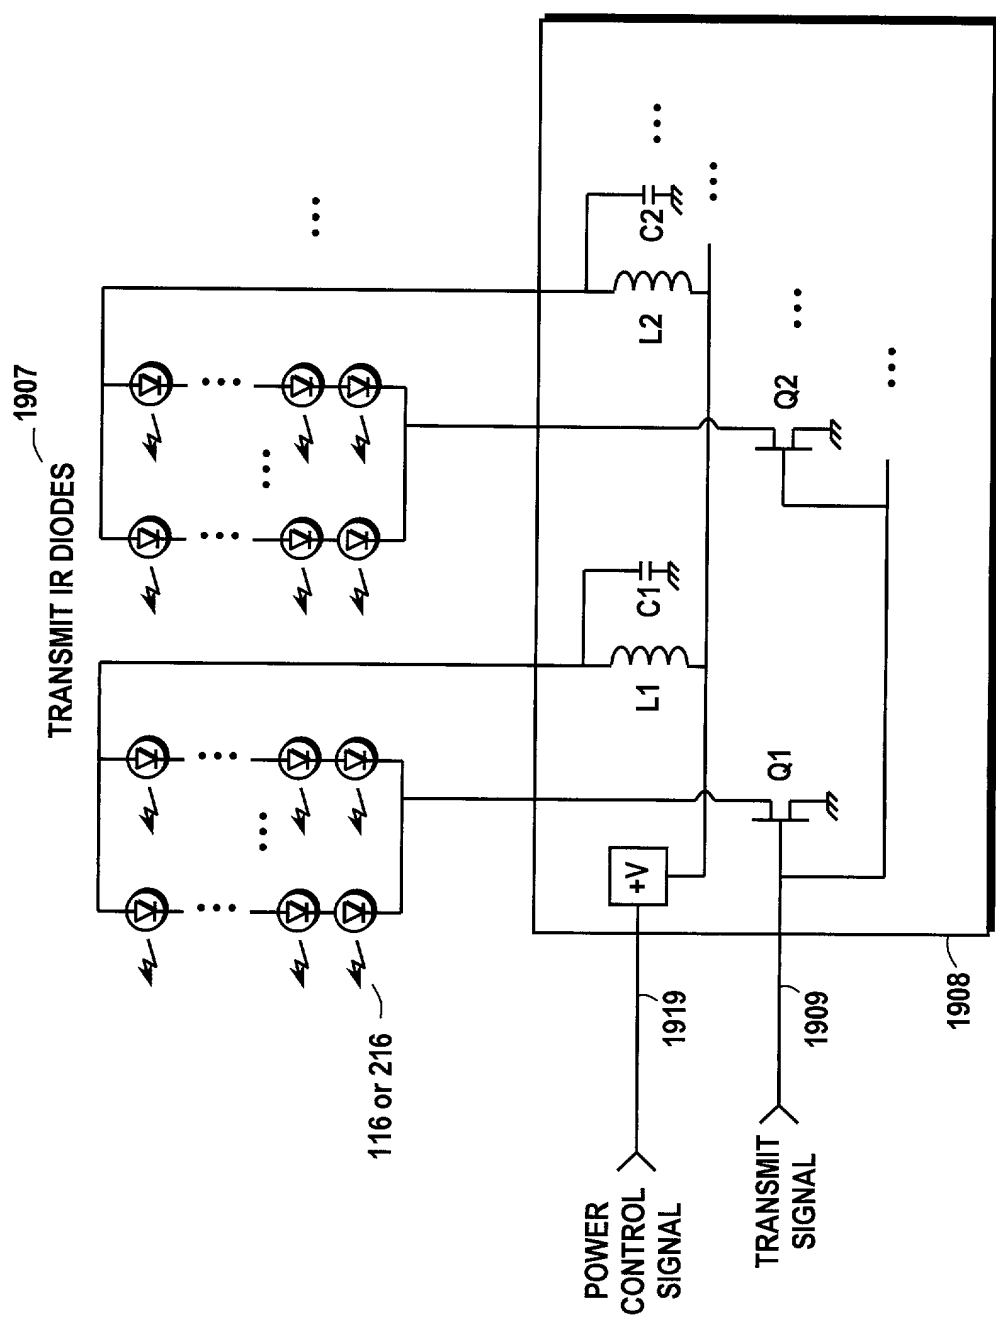 TRANSMIT IR DIODES
1907
116 or 216
L1
C1
L2
C2
+V
Q1
Q2
POWER
CONTROL
SIGNAL
1919
TRANSMIT
SIGNAL
1909
1908